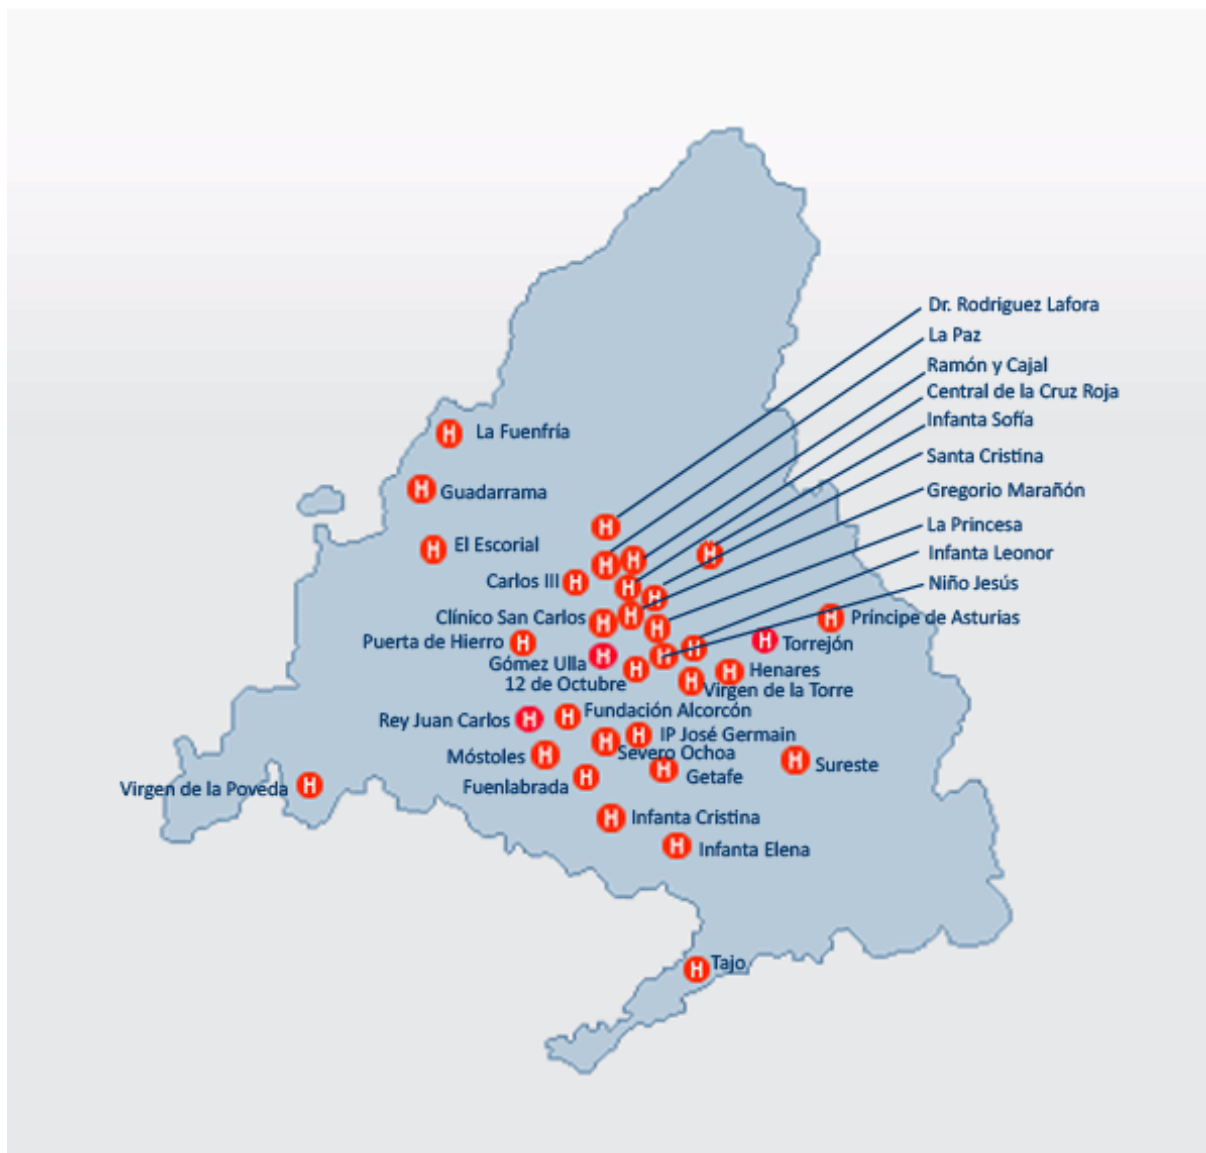 Dr. Rodriguez Lafora
La Paz
Ramón y Cajal
Central de la Cruz Roja
Infanta Sofía
La Fuenfría
Santa Cristina
Guadarrama
Gregorio Marañón
La Princesa
El Escorial
Infanta Leonor
Carlos III
Niño Jesús
Clínico San Carlos
Príncipe de Asturias
Puerta de Hierro
Torrejón
Gómez Ulla
Henares
12 de Octubre
Virgen de la Torre
Rey Juan Carlos
Fundación Alcorcón
IP José Germain
Móstoles
Severo Ochoa
Sureste
Getafe
Fuenlabrada
Virgen de la Poveda
Infanta Cristina
Infanta Elena
Tajo